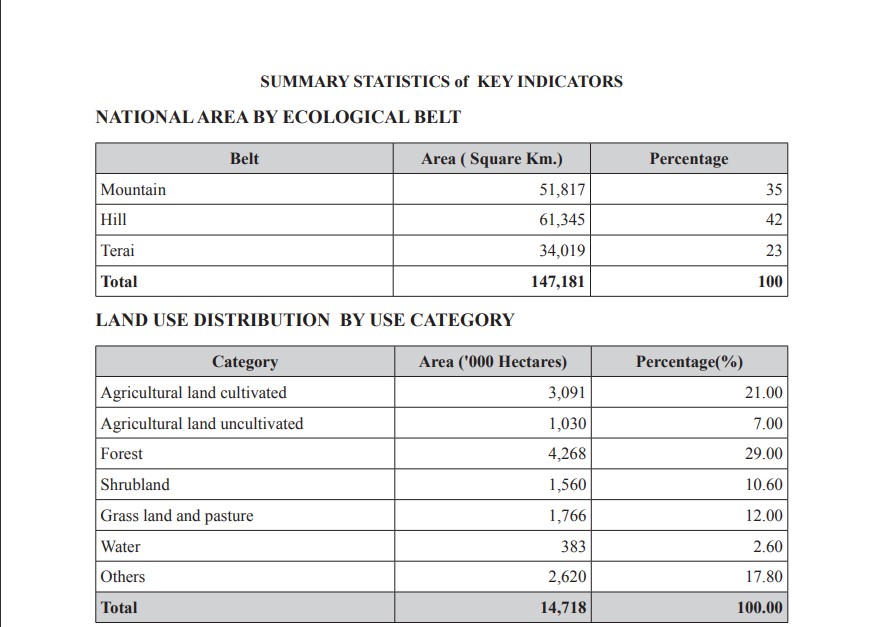 SUMMARY STATISTICS of KEY INDICATORS
NATIONAL AREA BY ECOLOGICAL BELT
Belt Area ( Square Km.) Percentage
Mountain 51,817 35
Hill 61,345 42
Terai 34,019 23
Total 147,181 100
LAND USE DISTRIBUTION BY USE CATEGORY
Category Area ('000 Hectares) Percentage(%)
Agricultural land cultivated 3,091 21.00
Agricultural land uncultivated 1,030 7.00
Forest 4,268 29.00
Shrubland 1,560 10.60
Grass land and pasture 1,766 12.00
Water 383 2.60
Others 2,620 17.80
Total 14,718 100.00